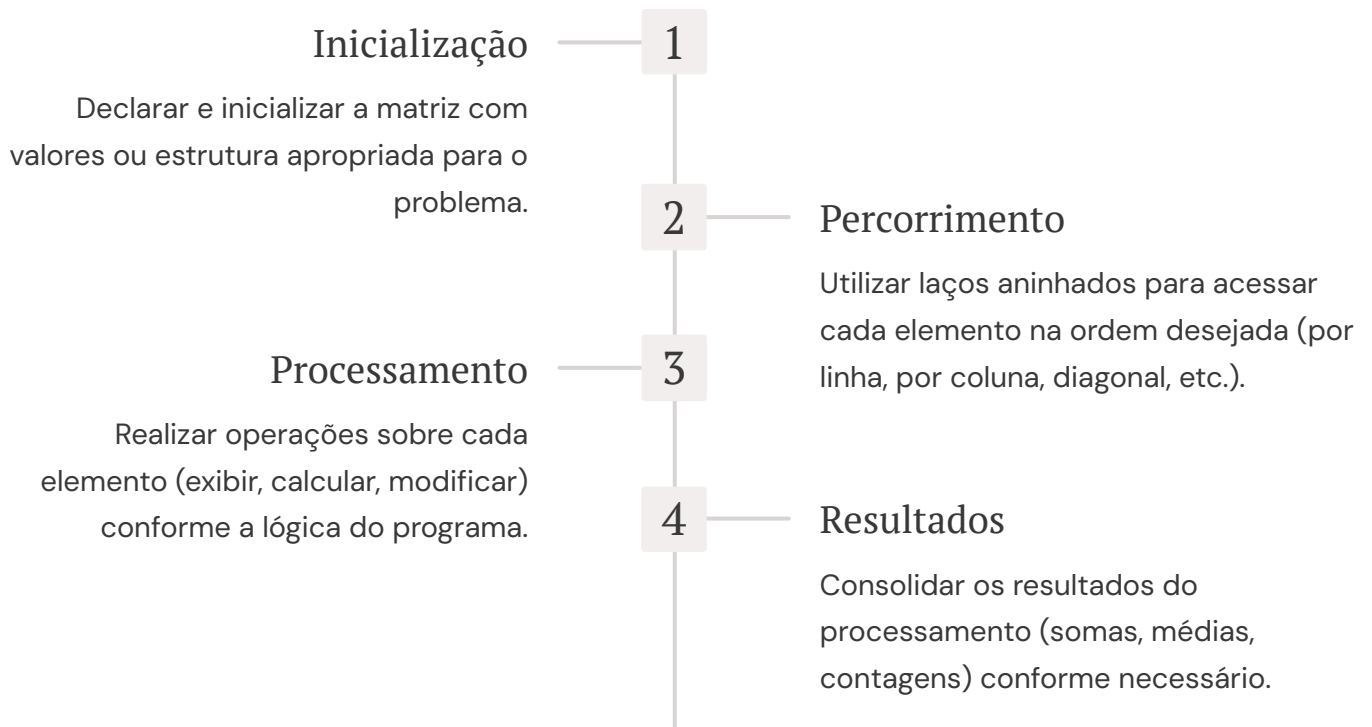 Inicialização
1
Declarar e inicializar a matriz com
valores ou estrutura apropriada para o
problema.
2
Percorrimento
Utilizar laços aninhados para acessar
cada elemento na ordem desejada (por
linha, por coluna, diagonal, etc.).
Processamento
3
Realizar operações sobre cada
elemento (exibir, calcular, modificar)
conforme a lógica do programa.
4
Resultados
Consolidar os resultados do
processamento (somas, médias,
contagens) conforme necessário.